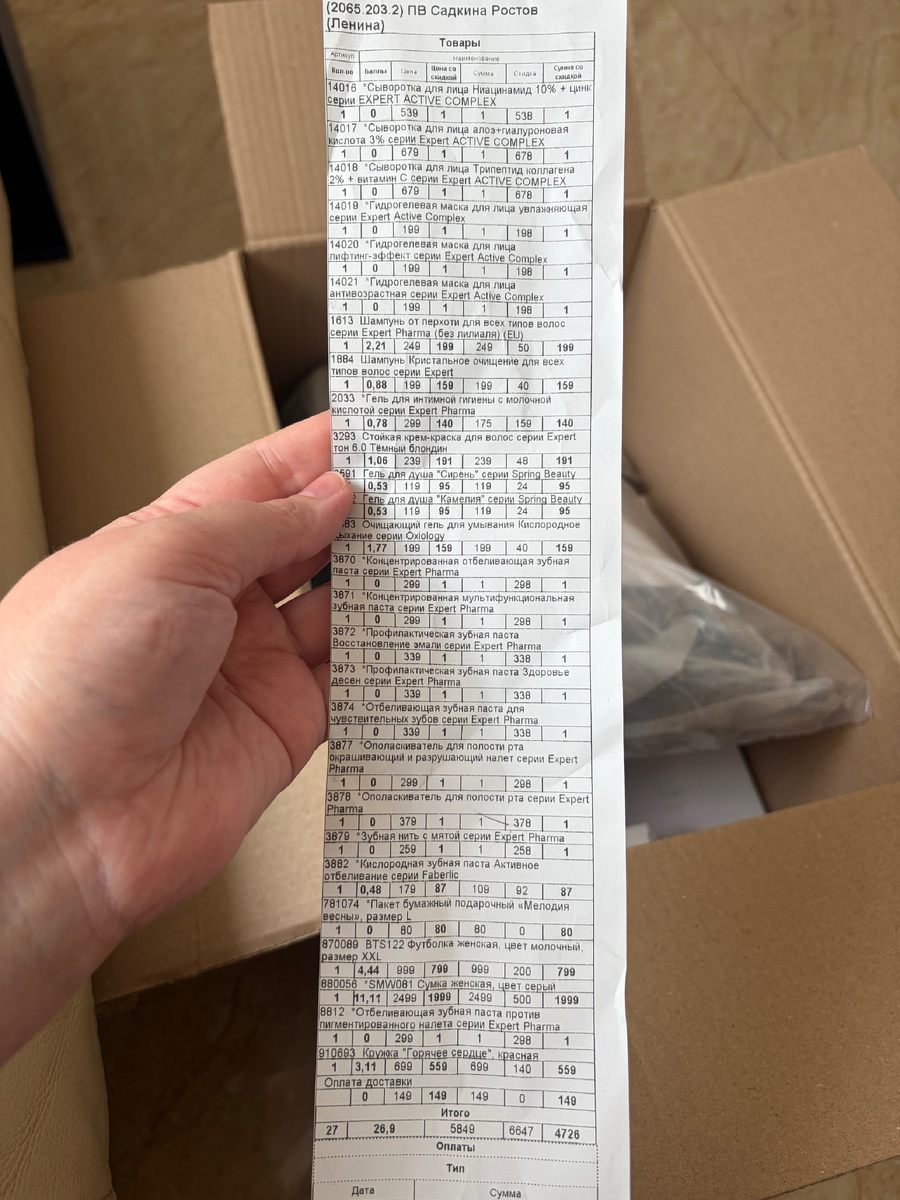 (2065.203.2) ПВ Садкина Ростов
(Ленина)
Товары
Артикул Наименование
Кол-во Баллы Цена Цена со скидкой Сумма Скидка Сумма со скидкой
14016 *Сыворотка для лица Ниацинамид 10% + цинк
серии EXPERT ACTIVE COMPLEX
1 0 539 1 1 538 1
14017 *Сыворотка для лица алоэ+гиалуроновая
кислота 3% серии Expert ACTIVE COMPLEX
1 0 679 1 1 678 1
14018 *Сыворотка для лица Трипептид коллагена
2% + витамин С серии Expert ACTIVE COMPLEX
1 0 679 1 1 678 1
14019 *Гидрогелевая маска для лица увлажняющая
серии Expert Active Complex
1 0 199 1 1 198 1
14020 *Гидрогелевая маска для лица
лифтинг-эффект серии Expert Active Complex
1 0 199 1 1 198 1
14021 *Гидрогелевая маска для лица
антивозрастная серии Expert Active Complex
1 0 199 1 1 198 1
1613 Шампунь от перхоти для всех типов волос
серии Expert Pharma (без лилиаля) (EU)
1 2,21 249 199 249 50 199
1884 Шампунь Кристальное очищение для всех
типов волос серии Expert
1 0,88 199 159 199 40 159
2033 *Гель для интимной гигиены с молочной
кислотой серии Expert Pharma
1 0,78 299 140 175 159 140
3293 Стойкая крем-краска для волос серии Expert
тон 6.0 Тёмный блондин
1 1,06 239 191 239 48 191
Гель для душа "Сирень" серии Spring Beauty
0,53 119 95 119 24 95
Гель для душа "Камелия" серии Spring Beauty
0,53 119 95 119 24 95
Очищающий гель для умывания Кислородное
дыхание серии Oxiology
1 1,77 199 159 199 40 159
3870 *Концентрированная отбеливающая зубная
паста серии Expert Pharma
1 0 299 1 1 298 1
3871 *Концентрированная мультифункциональная
зубная паста серии Expert Pharma
1 0 299 1 1 298 1
3872 *Профилактическая зубная паста
Восстановление эмали серии Expert Pharma
1 0 339 1 1 338 1
3873 *Профилактическая зубная паста Здоровье
десен серии Expert Pharma
1 0 339 1 1 338 1
3874 *Отбеливающая зубная паста для
чувствительных зубов серии Expert Pharma
1 0 339 1 1 338 1
3877 *Ополаскиватель для полости рта
окрашивающий и разрушающий налет серии Expert
Pharma
1 0 299 1 1 298 1
3878 *Ополаскиватель для полости рта серии Expert
Pharma
1 0 379 1 1 378 1
3879 *Зубная нить с мятой серии Expert Pharma
1 0 259 1 1 258 1
3882 *Кислородная зубная паста Активное
отбеливание серии Faberlic
1 0,48 179 87 109 92 87
781074 *Пакет бумажный подарочный «Мелодия
весны», размер L
1 0 80 80 80 0 80
870089 BTS122 Футболка женская, цвет молочный,
размер XXL
1 4,44 999 799 999 200 799
880056 *SMW081 Сумка женская, цвет серый
1 11,11 2499 1999 2499 500 1999
8812 *Отбеливающая зубная паста против
пигментированного налета серии Expert Pharma
1 0 299 1 1 298 1
910693 Кружка "Горячее сердце", красная
1 3,11 699 559 699 140 559
Оплата доставки
0 149 149 149 0 149
Итого
27 26,9 5849 6647 4726
Оплаты
Тип
Дата Сумма